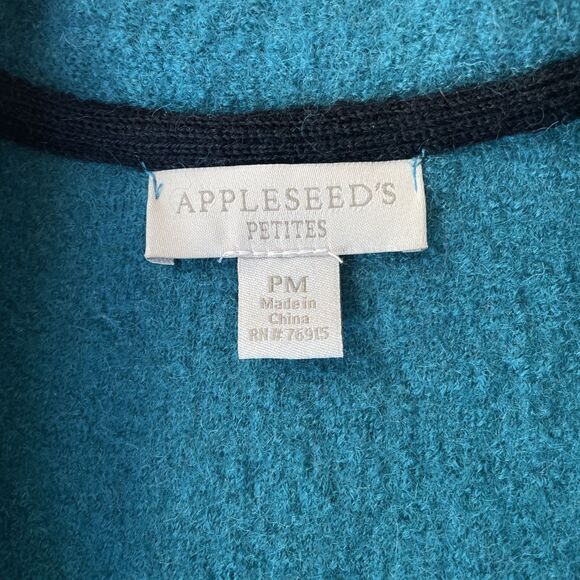 APPLESEED'S
PETITES
PM
Made in
China
RN# 76915